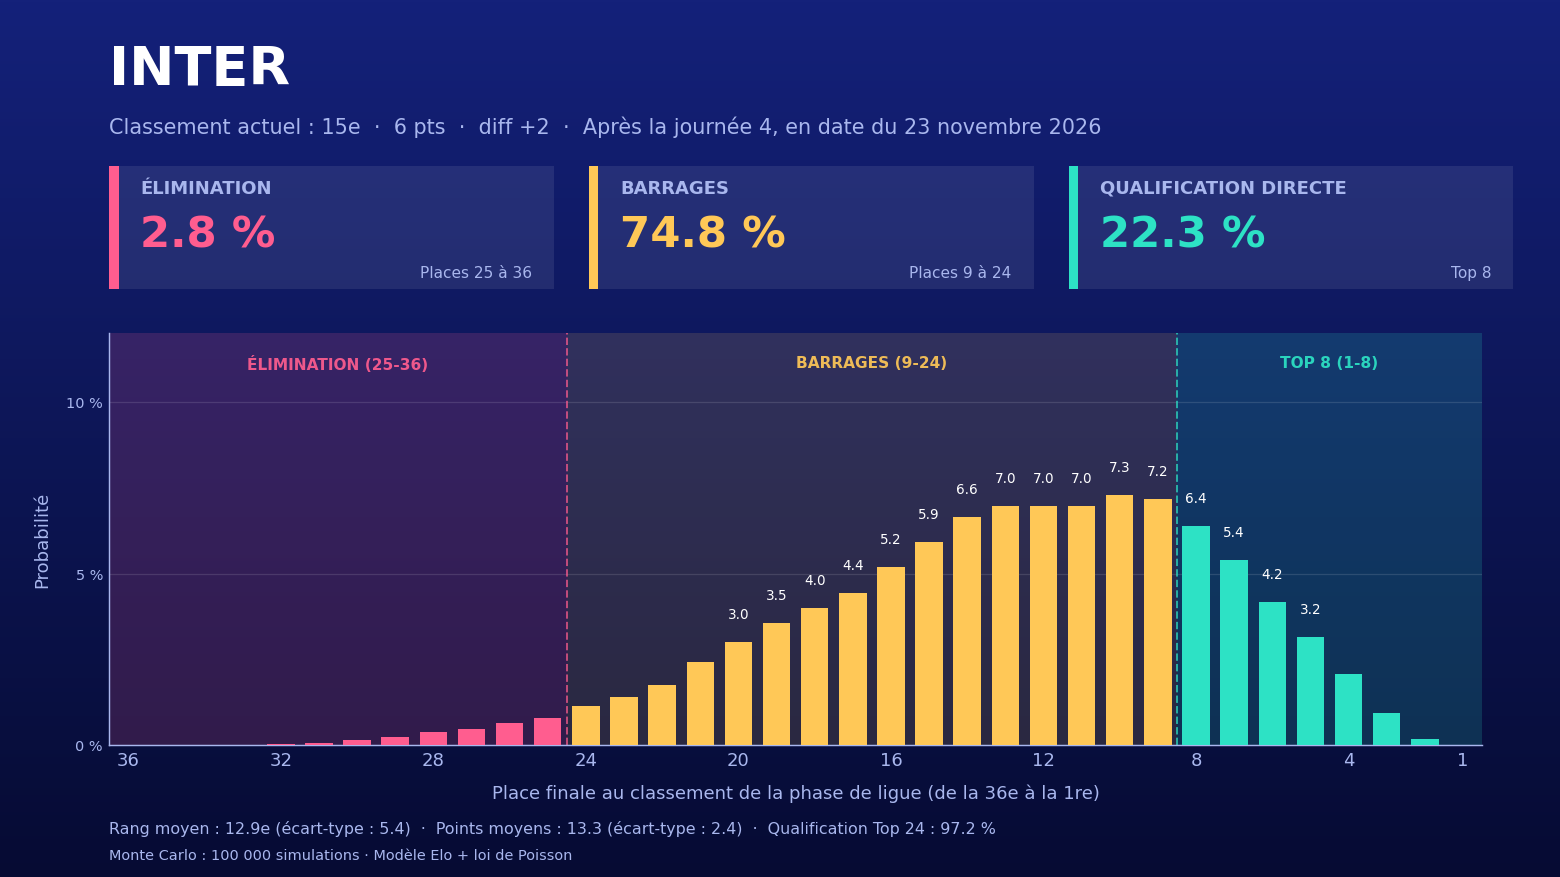 INTER
Classement actuel : 15e · 6 pts · diff +2 · Après la journée 4, en date du 23 novembre 2026
ÉLIMINATION
2.8 %
Places 25 à 36
BARRAGES
74.8 %
Places 9 à 24
QUALIFICATION DIRECTE
22.3 %
Top 8
ÉLIMINATION (25-36)
BARRAGES (9-24)
TOP 8 (1-8)
Probabilité
10 %
5 %
0 %
3.0
3.5
4.0
4.4
5.2
5.9
6.6
7.0
7.0
7.0
7.3
7.2
6.4
5.4
4.2
3.2
36
32
28
24
20
16
12
8
4
1
Place finale au classement de la phase de ligue (de la 36e à la 1re)
Rang moyen : 12.9e (écart-type : 5.4) · Points moyens : 13.3 (écart-type : 2.4) · Qualification Top 24 : 97.2 %
Monte Carlo : 100 000 simulations · Modèle Elo + loi de Poisson